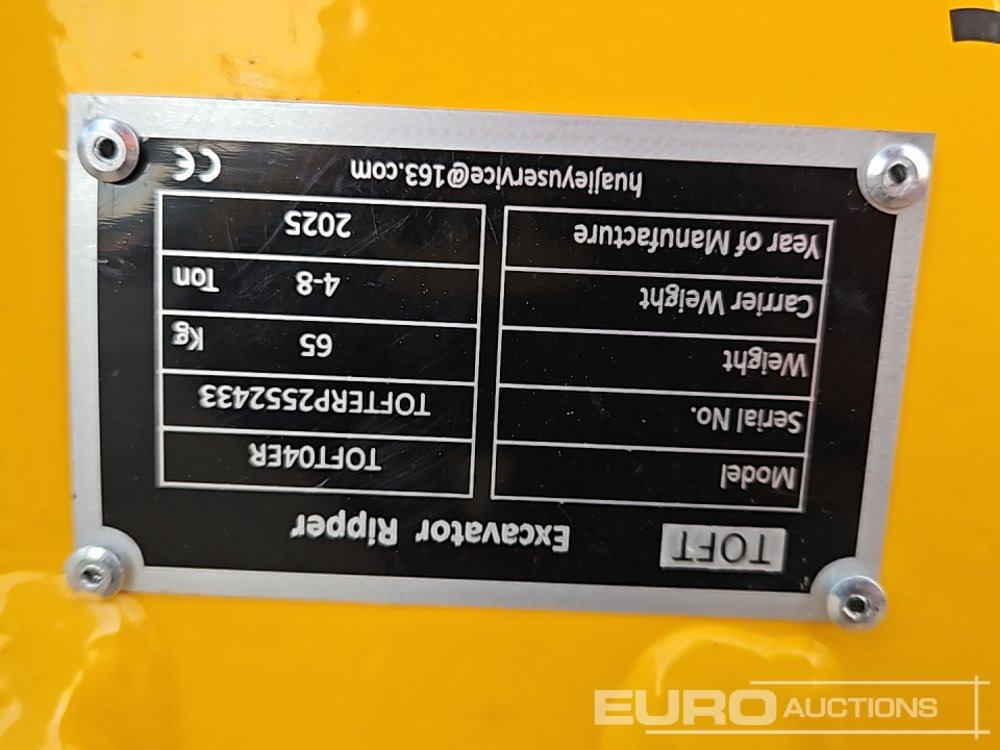 TOFT Excavator Ripper
Model TOFT04ER
Serial No. TOFTERP2552433
Weight 65 Kg
Carrier Weight 4-8 Ton
Year of Manufacture 2025
huajieyuservice@163.com CE
EURO AUCTIONS